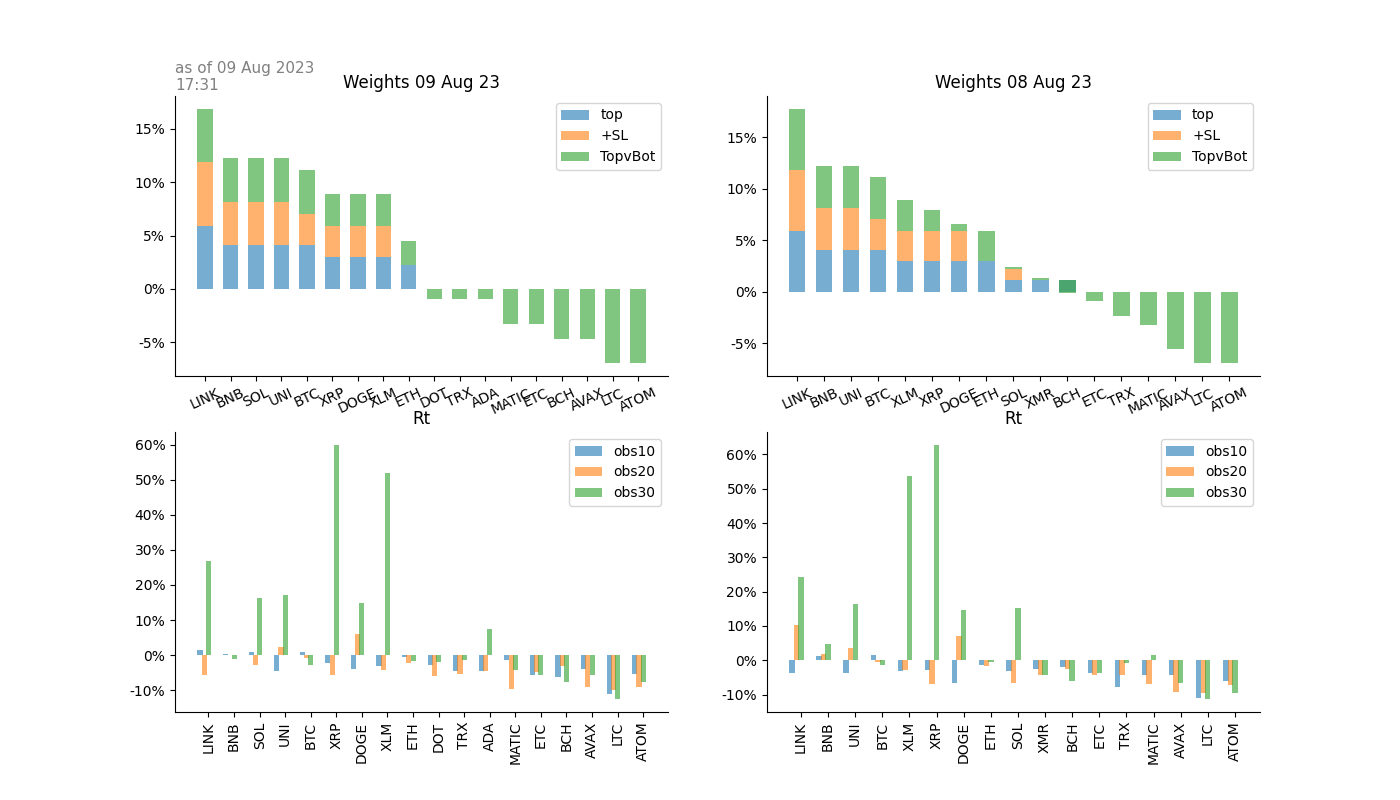 as of 09 Aug 2023
17:31
Weights 09 Aug 23
15%
10%
5%
0%
-5%
top
+SL
TopvBot
LINK BNB SOL UNI BTC XRP DOGE XLM ETH DOT TRX ADA MATIC ETC BCH AVAX LTC ATOM
Weights 08 Aug 23
15%
10%
5%
0%
-5%
top
+SL
TopvBot
LINK BNB UNI BTC XLM XRP DOGE ETH SOL XMR BCH ETC TRX MATIC AVAX LTC ATOM
Rt
60%
50%
40%
30%
20%
10%
0%
-10%
obs10
obs20
obs30
LINK BNB SOL UNI BTC XRP DOGE XLM ETH DOT TRX ADA MATIC ETC BCH AVAX LTC ATOM
Rt
60%
50%
40%
30%
20%
10%
0%
-10%
obs10
obs20
obs30
LINK BNB UNI BTC XLM XRP DOGE ETH SOL XMR BCH ETC TRX MATIC AVAX LTC ATOM